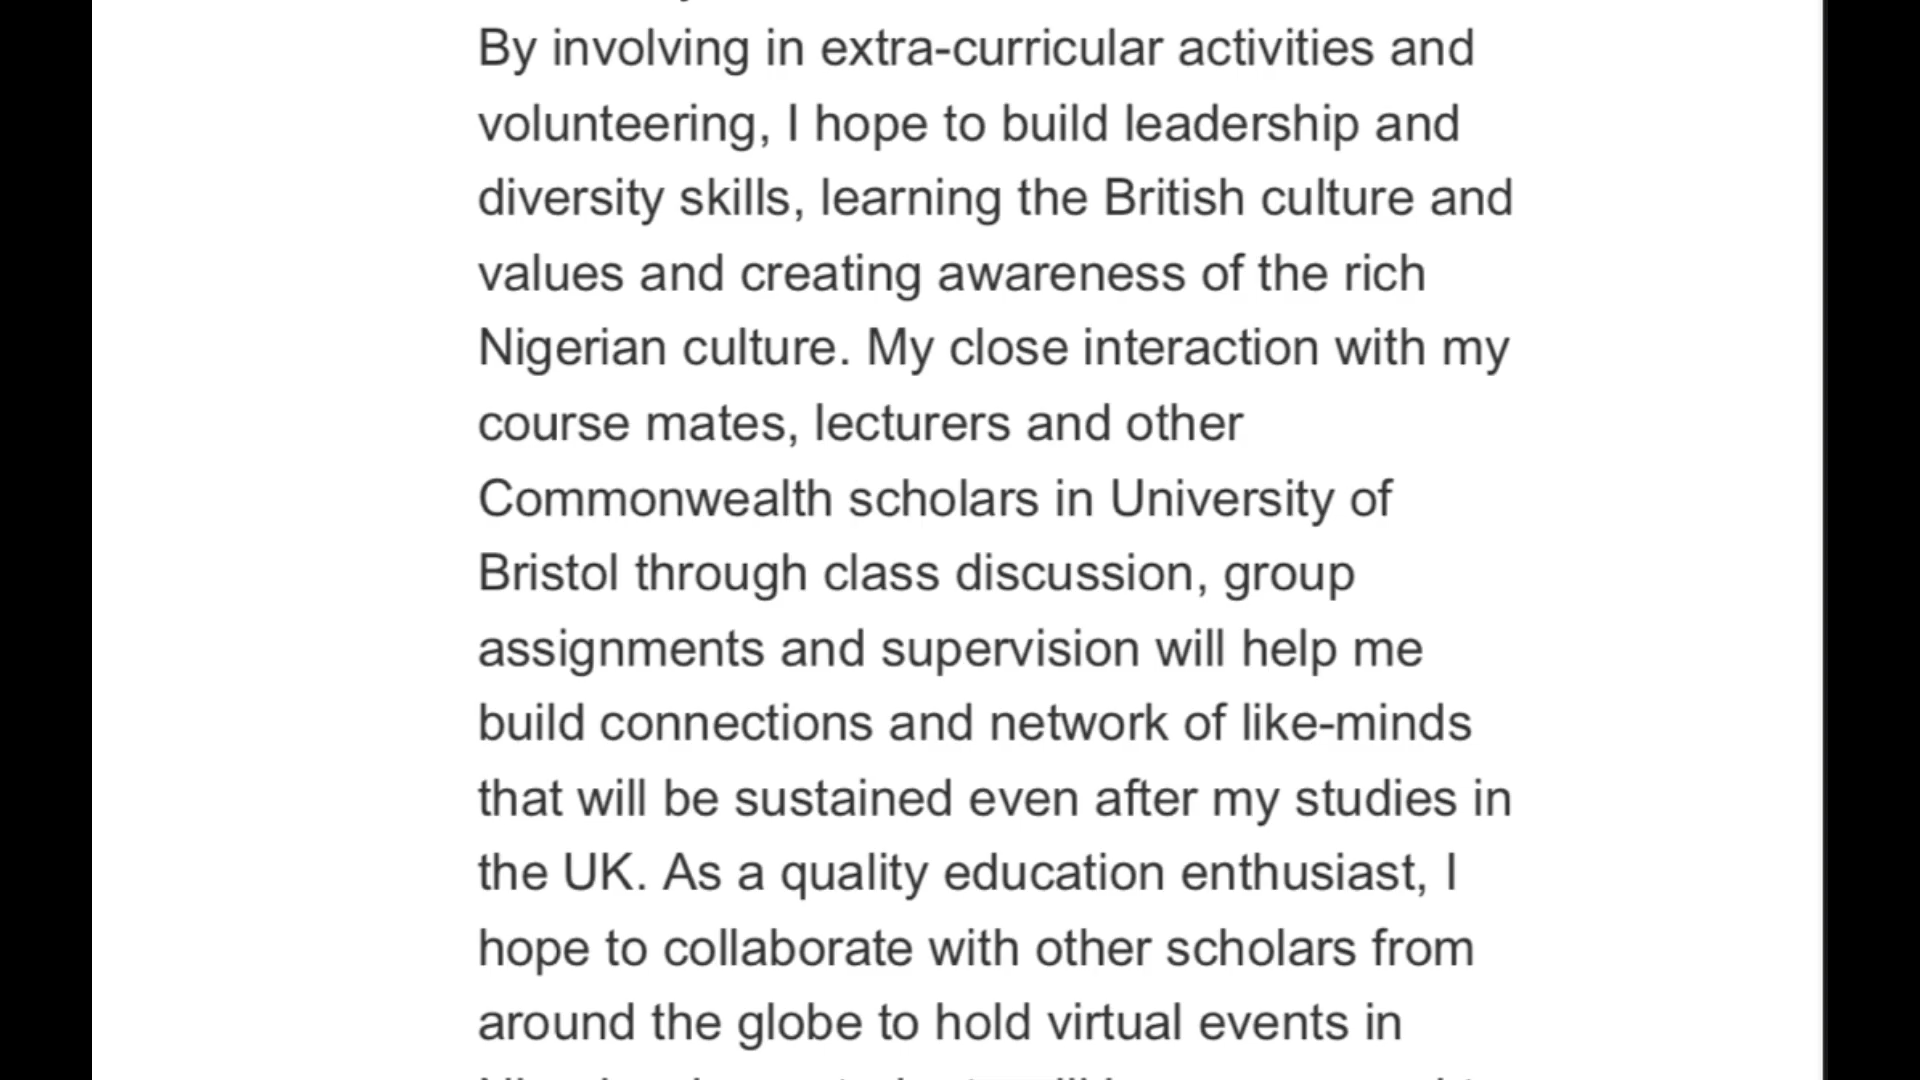 By involving in extra-curricular activities and
volunteering, I hope to build leadership and
diversity skills, learning the British culture and
values and creating awareness of the rich
Nigerian culture. My close interaction with my
course mates, lecturers and other
Commonwealth scholars in University of
Bristol through class discussion, group
assignments and supervision will help me
build connections and network of like-minds
that will be sustained even after my studies in
the UK. As a quality education enthusiast, I
hope to collaborate with other scholars from
around the globe to hold virtual events in